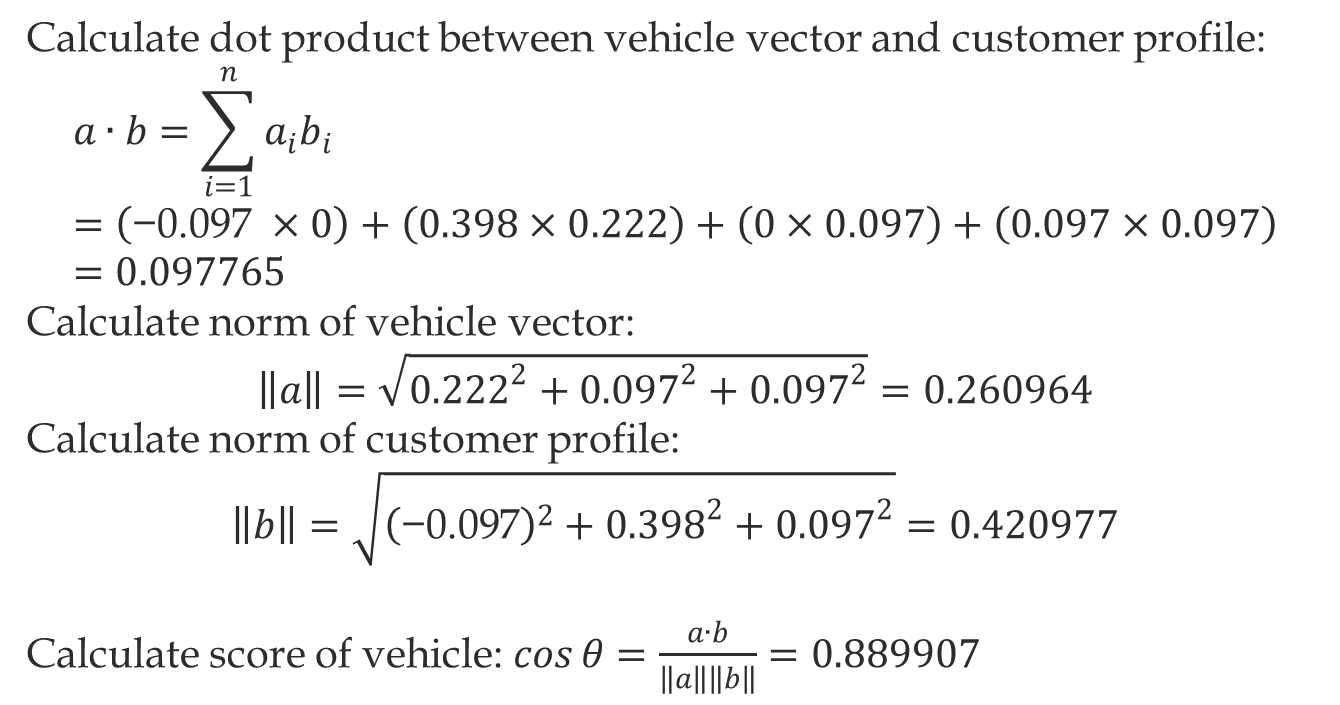 Calculate dot product between vehicle vector and customer profile:
a · b = ∑ⁿᵢ₌₁ aᵢbᵢ
= (−0.097 × 0) + (0.398 × 0.222) + (0 × 0.097) + (0.097 × 0.097)
= 0.097765
Calculate norm of vehicle vector:
‖a‖ = √(0.222² + 0.097² + 0.097²) = 0.260964
Calculate norm of customer profile:
‖b‖ = √((−0.097)² + 0.398² + 0.097²) = 0.420977
Calculate score of vehicle: cos θ = a·b / ‖a‖‖b‖ = 0.889907